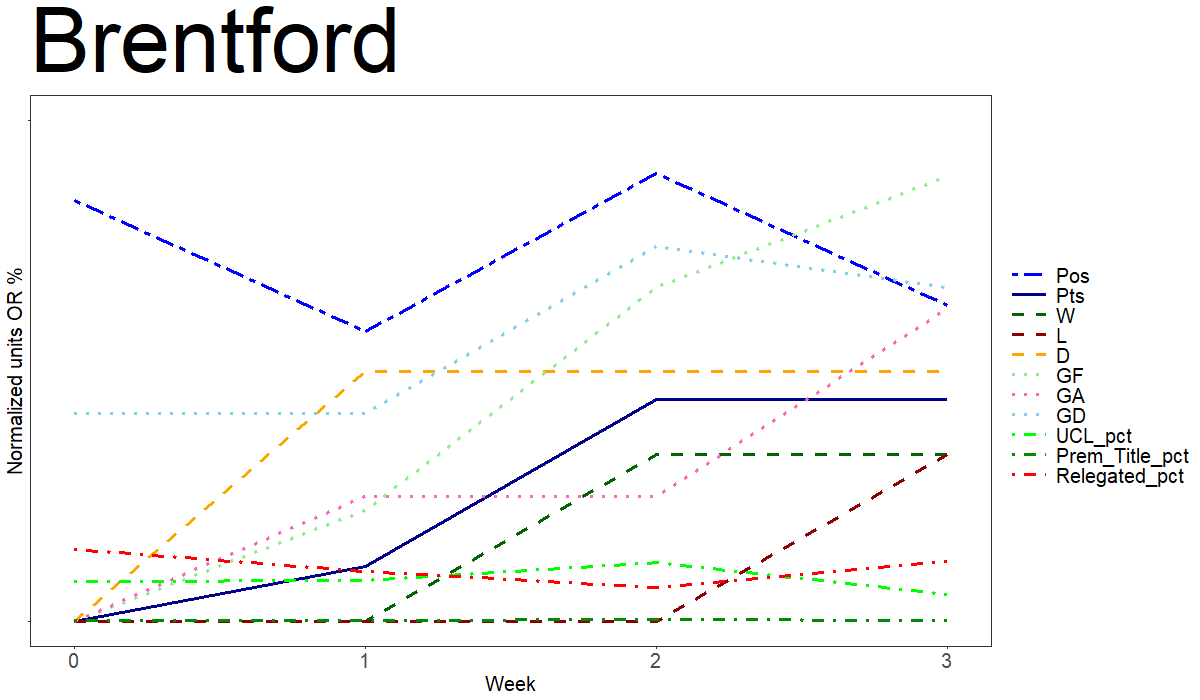 Brentford
Normalized units OR %
0 1 2 3
Week
Pos
Pts
W
L
D
GF
GA
GD
UCL_pct
Prem_Title_pct
Relegated_pct